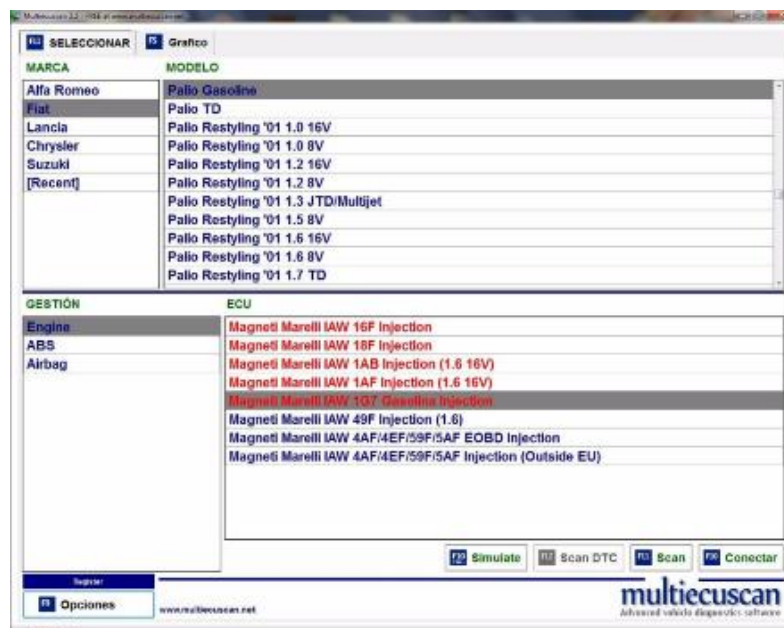 SELECCIONAR
F5 Grafico
MARCA
MODELO
Alfa Romeo
Fiat
Lancia
Chrysler
Suzuki
[Recent]
Palio Gasoline
Palio TD
Palio Restyling '01 1.0 16V
Palio Restyling '01 1.0 8V
Palio Restyling '01 1.2 16V
Palio Restyling '01 1.2 8V
Palio Restyling '01 1.3 JTD/Multijet
Palio Restyling '01 1.5 8V
Palio Restyling '01 1.6 16V
Palio Restyling '01 1.6 8V
Palio Restyling '01 1.7 TD
GESTIÓN
ECU
Engine
ABS
Airbag
Magneti Marelli IAW 16F Injection
Magneti Marelli IAW 18F Injection
Magneti Marelli IAW 1AB Injection (1.6 16V)
Magneti Marelli IAW 1AF Injection (1.6 16V)
Magneti Marelli IAW 1G7 Gasolina Injection
Magneti Marelli IAW 49F Injection (1.6)
Magneti Marelli IAW 4AF/4EF/59F/5AF EOBD Injection
Magneti Marelli IAW 4AF/4EF/59F/5AF Injection (Outside EU)
Simulate
Scan DTC
Scan
Conectar
Register
Opciones
www.multiecuscan.net
multiecuscan
Advanced vehicle diagnostics software